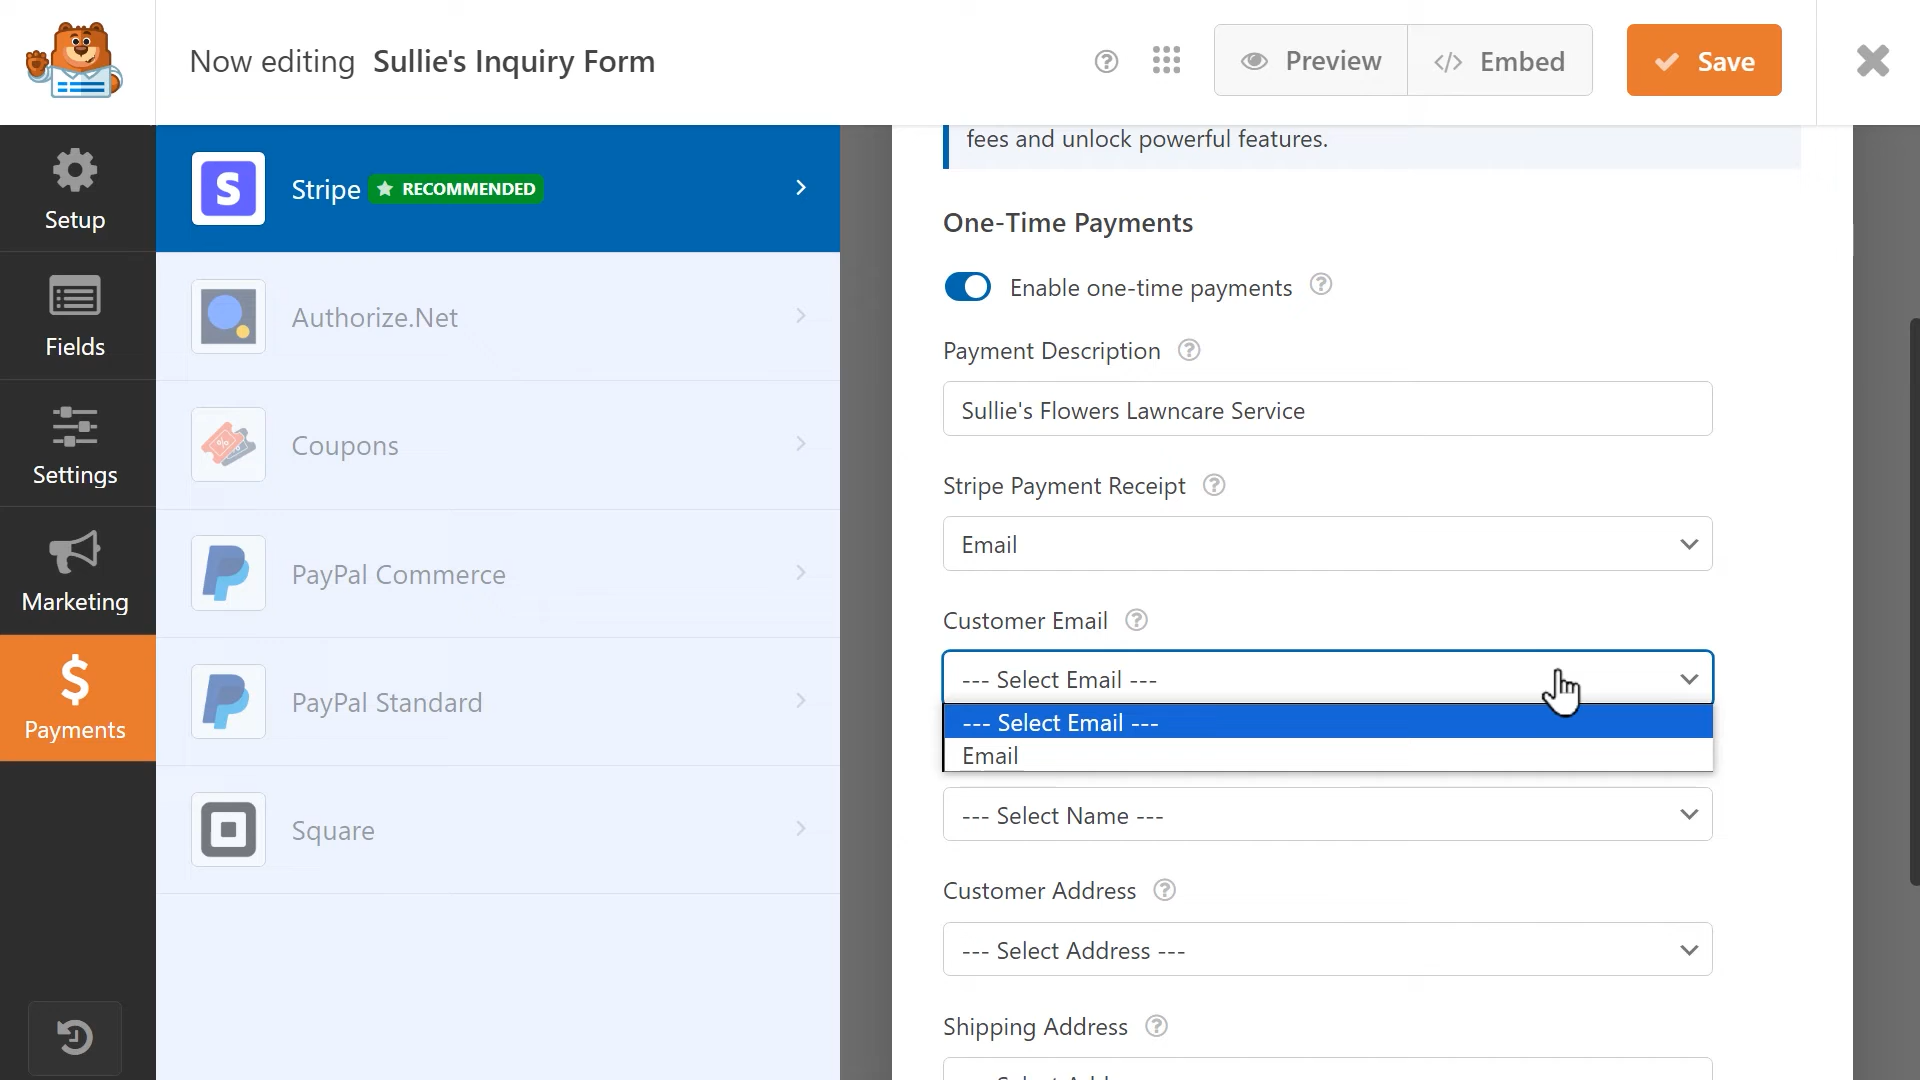 Now editing Sullie's Inquiry Form
Preview
Embed
Save
Setup
Fields
Settings
Marketing
Payments
Stripe
RECOMMENDED
Authorize.Net
Coupons
PayPal Commerce
PayPal Standard
Square
fees and unlock powerful features.
One-Time Payments
Enable one-time payments
Payment Description
Sullie's Flowers Lawncare Service
Stripe Payment Receipt
Email
Customer Email
--- Select Email ---
--- Select Email ---
Email
--- Select Name ---
Customer Address
--- Select Address ---
Shipping Address